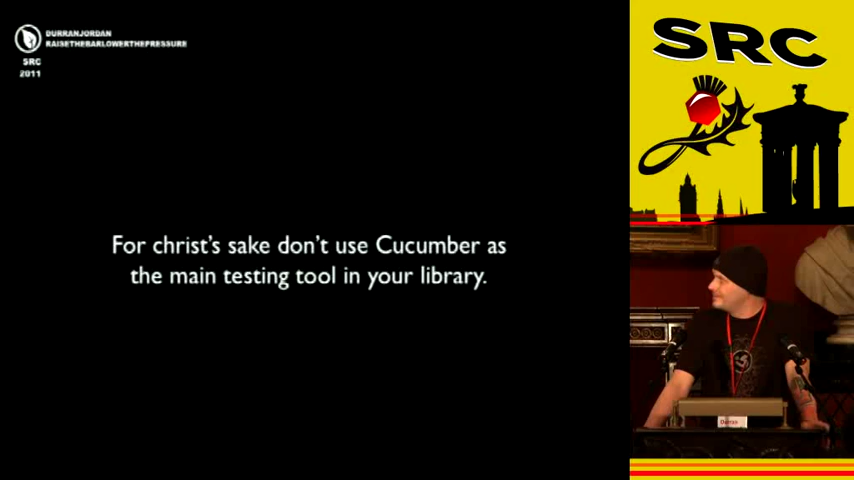 DURRANJORDAN
RAISETHEBARLOWERTHEPRESSURE
SRC
2011
For christ's sake don't use Cucumber as
the main testing tool in your library.
SRC
Durran